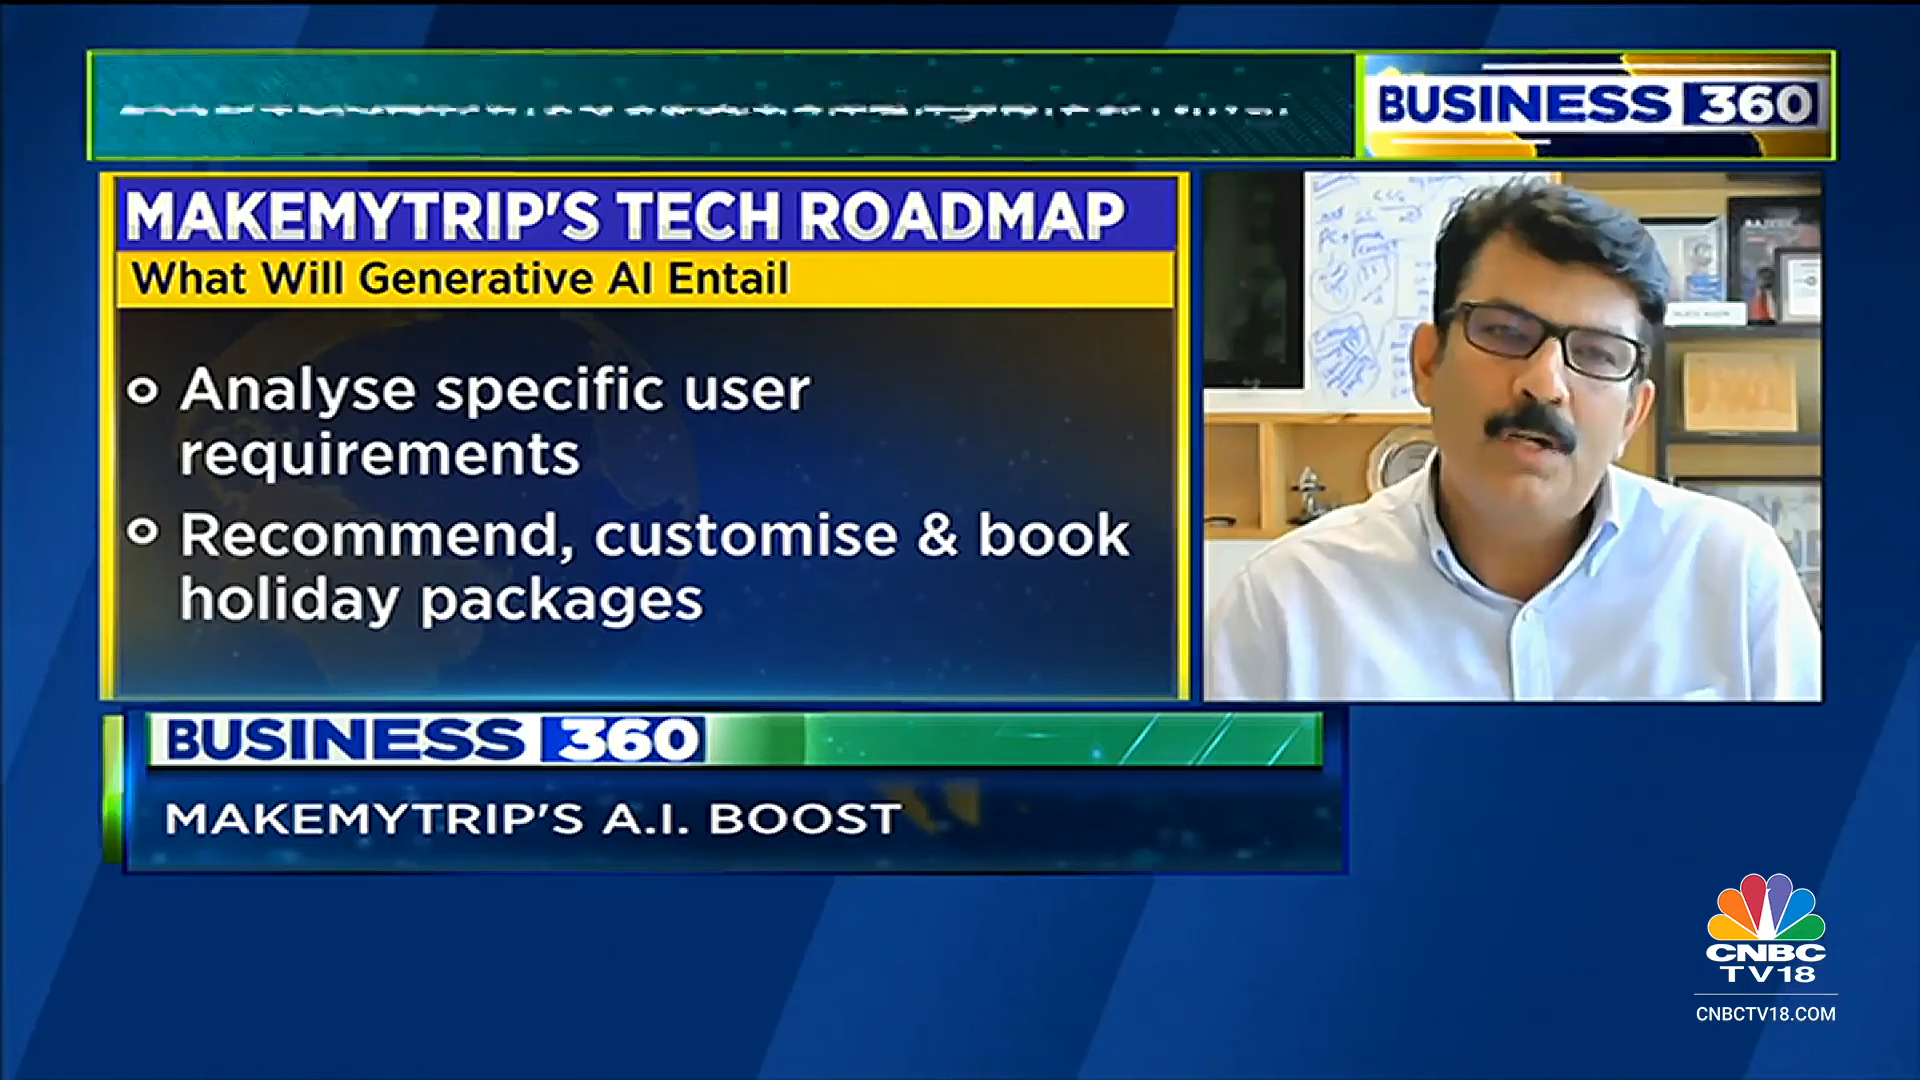 BUSINESS 360
MAKEMYTRIP'S TECH ROADMAP
What Will Generative AI Entail
Analyse specific user
requirements
Recommend, customise & book
holiday packages
BUSINESS 360
MAKEMYTRIP'S A.I. BOOST
CNBC
TV18
CNBCTV18.COM